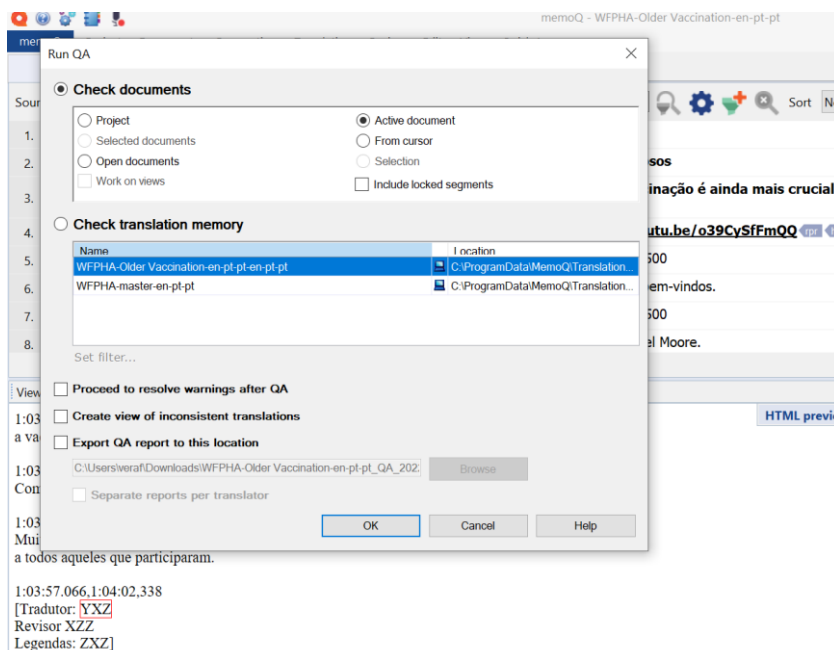 memoQ - WFPHA-Older Vaccination-en-pt-pt
Run QA
Check documents
Project
Active document
Selected documents
From cursor
Open documents
Selection
Work on views
Include locked segments
Check translation memory
Name Location
WFPHA-Older Vaccination-en-pt-pt-en-pt-pt C:\ProgramData\MemoQ\Translation...
WFPHA-master-en-pt-pt C:\ProgramData\MemoQ\Translation...
Set filter...
Proceed to resolve warnings after QA
Create view of inconsistent translations
Export QA report to this location
C:\Users\veraf\Downloads\WFPHA-Older Vaccination-en-pt-pt_QA_202
Browse
Separate reports per translator
OK Cancel Help
Sort
1.
2.
3.
4.
5.
6.
7.
8.
sos
inação é ainda mais crucial
utu.be/o39CySfFmQQ rpr
500
em-vindos.
500
el Moore.
View
HTML previ
1:03
a va
1:03
Com
1:03
Mui
a todos aqueles que participaram.
1:03:57.066,1:04:02,338
[Tradutor: YXZ
Revisor XZZ
Legendas: ZXZ]